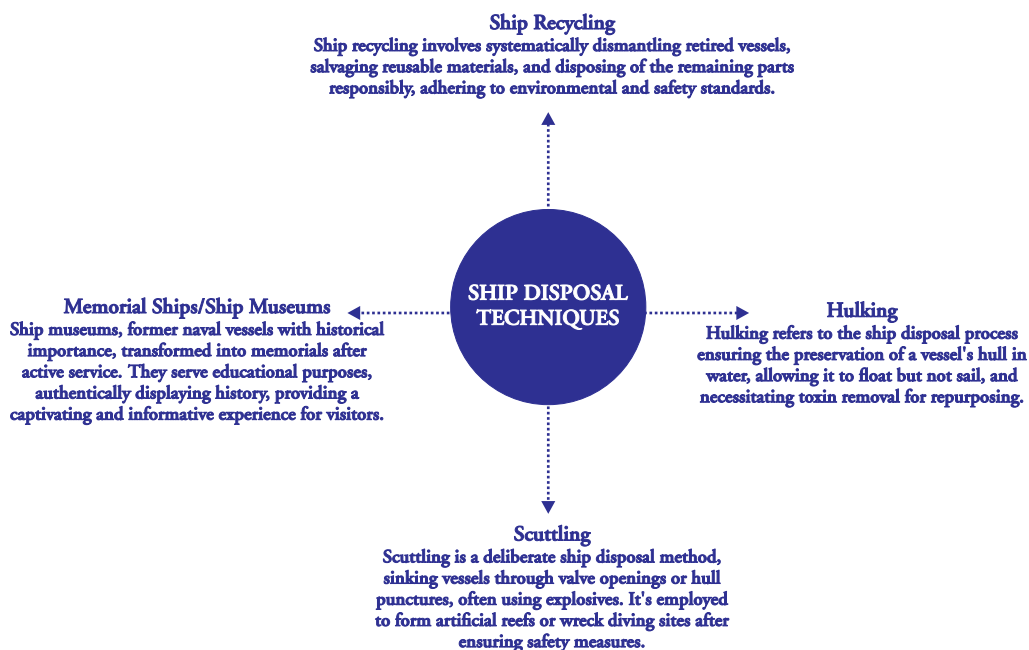 Ship Recycling
Ship recycling involves systematically dismantling retired vessels,
salvaging reusable materials, and disposing of the remaining parts
responsibly, adhering to environmental and safety standards.
SHIP DISPOSAL
TECHNIQUES
Memorial Ships/Ship Museums
Ship museums, former naval vessels with historical
importance, transformed into memorials after
active service. They serve educational purposes,
authentically displaying history, providing a
captivating and informative experience for visitors.
Hulking
Hulking refers to the ship disposal process
ensuring the preservation of a vessel's hull in
water, allowing it to float but not sail, and
necessitating toxin removal for repurposing.
Scuttling
Scuttling is a deliberate ship disposal method,
sinking vessels through valve openings or hull
punctures, often using explosives. It's employed
to form artificial reefs or wreck diving sites after
ensuring safety measures.